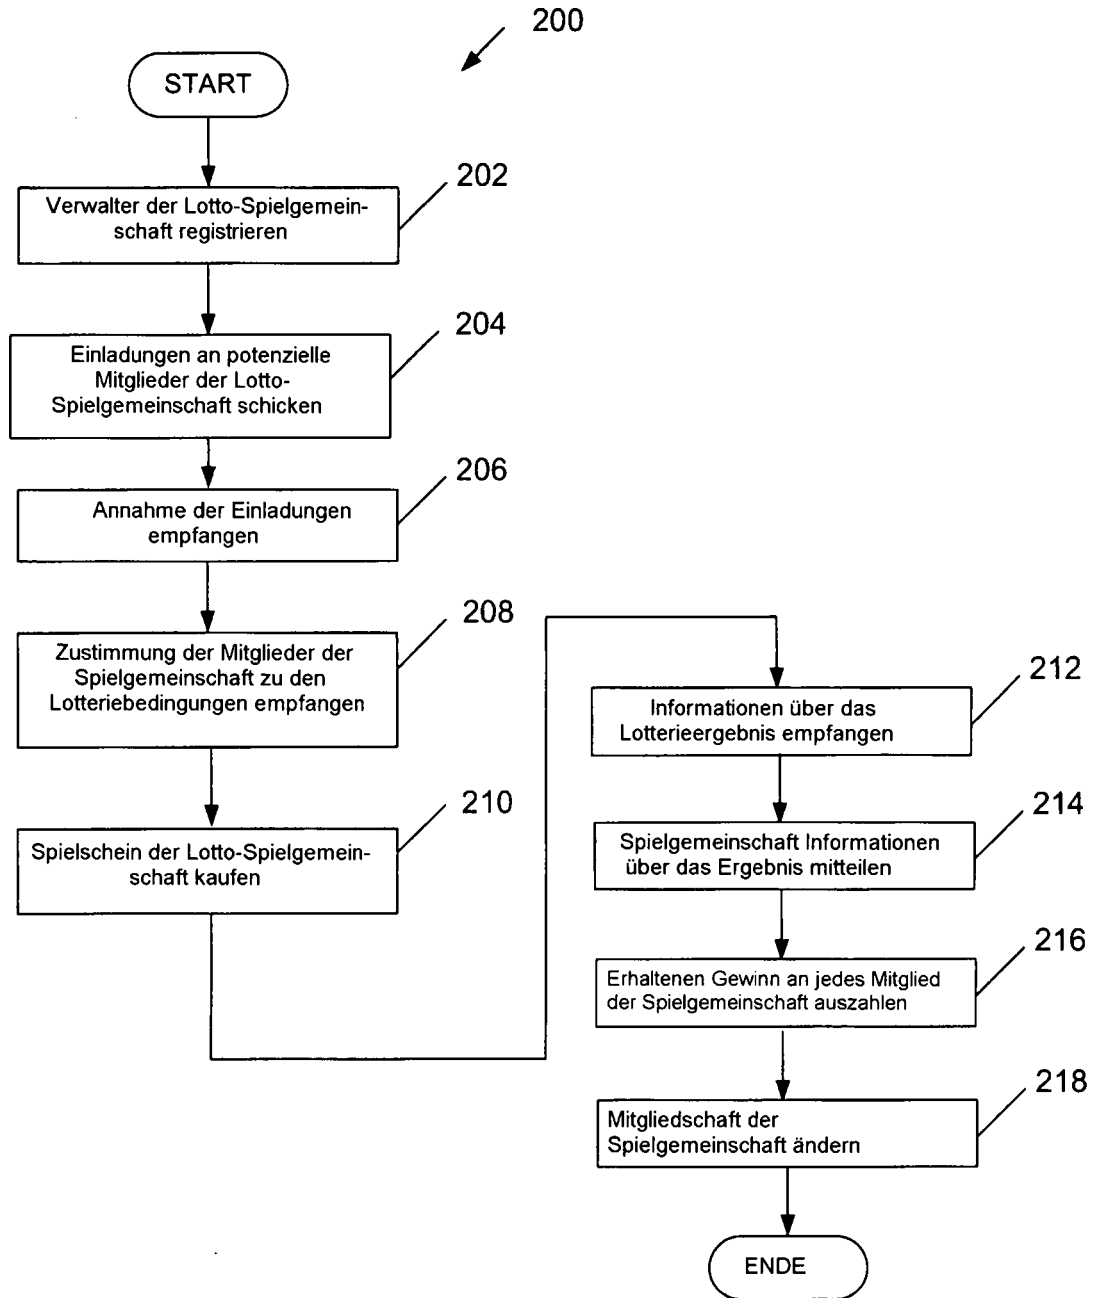 200
START
202
Verwalter der Lotto-Spielgemein-
schaft registrieren
204
Einladungen an potenzielle
Mitglieder der Lotto-
Spielgemeinschaft schicken
206
Annahme der Einladungen
empfangen
208
Zustimmung der Mitglieder der
Spielgemeinschaft zu den
Lotteriebedingungen empfangen
210
Spielschein der Lotto-Spielgemein-
schaft kaufen
212
Informationen über das
Lotterieergebnis empfangen
214
Spielgemeinschaft Informationen
über das Ergebnis mitteilen
216
Erhaltenen Gewinn an jedes Mitglied
der Spielgemeinschaft auszahlen
218
Mitgliedschaft der
Spielgemeinschaft ändern
ENDE